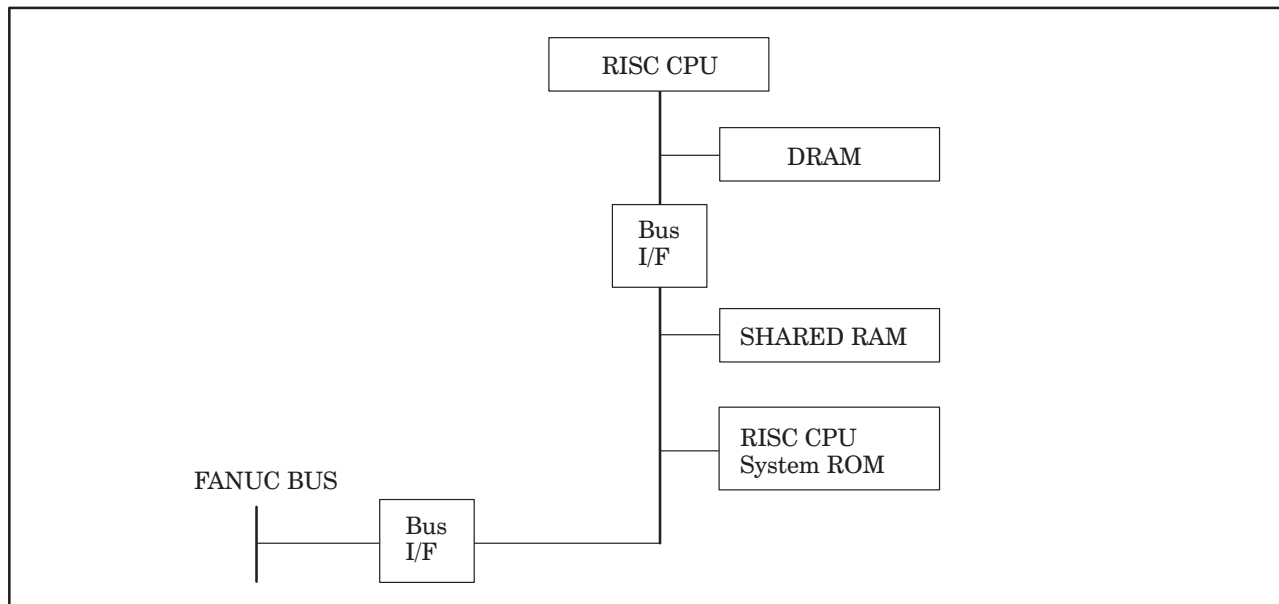 RISC CPU
DRAM
Bus
I/F
SHARED RAM
RISC CPU
System ROM
FANUC BUS
Bus
I/F